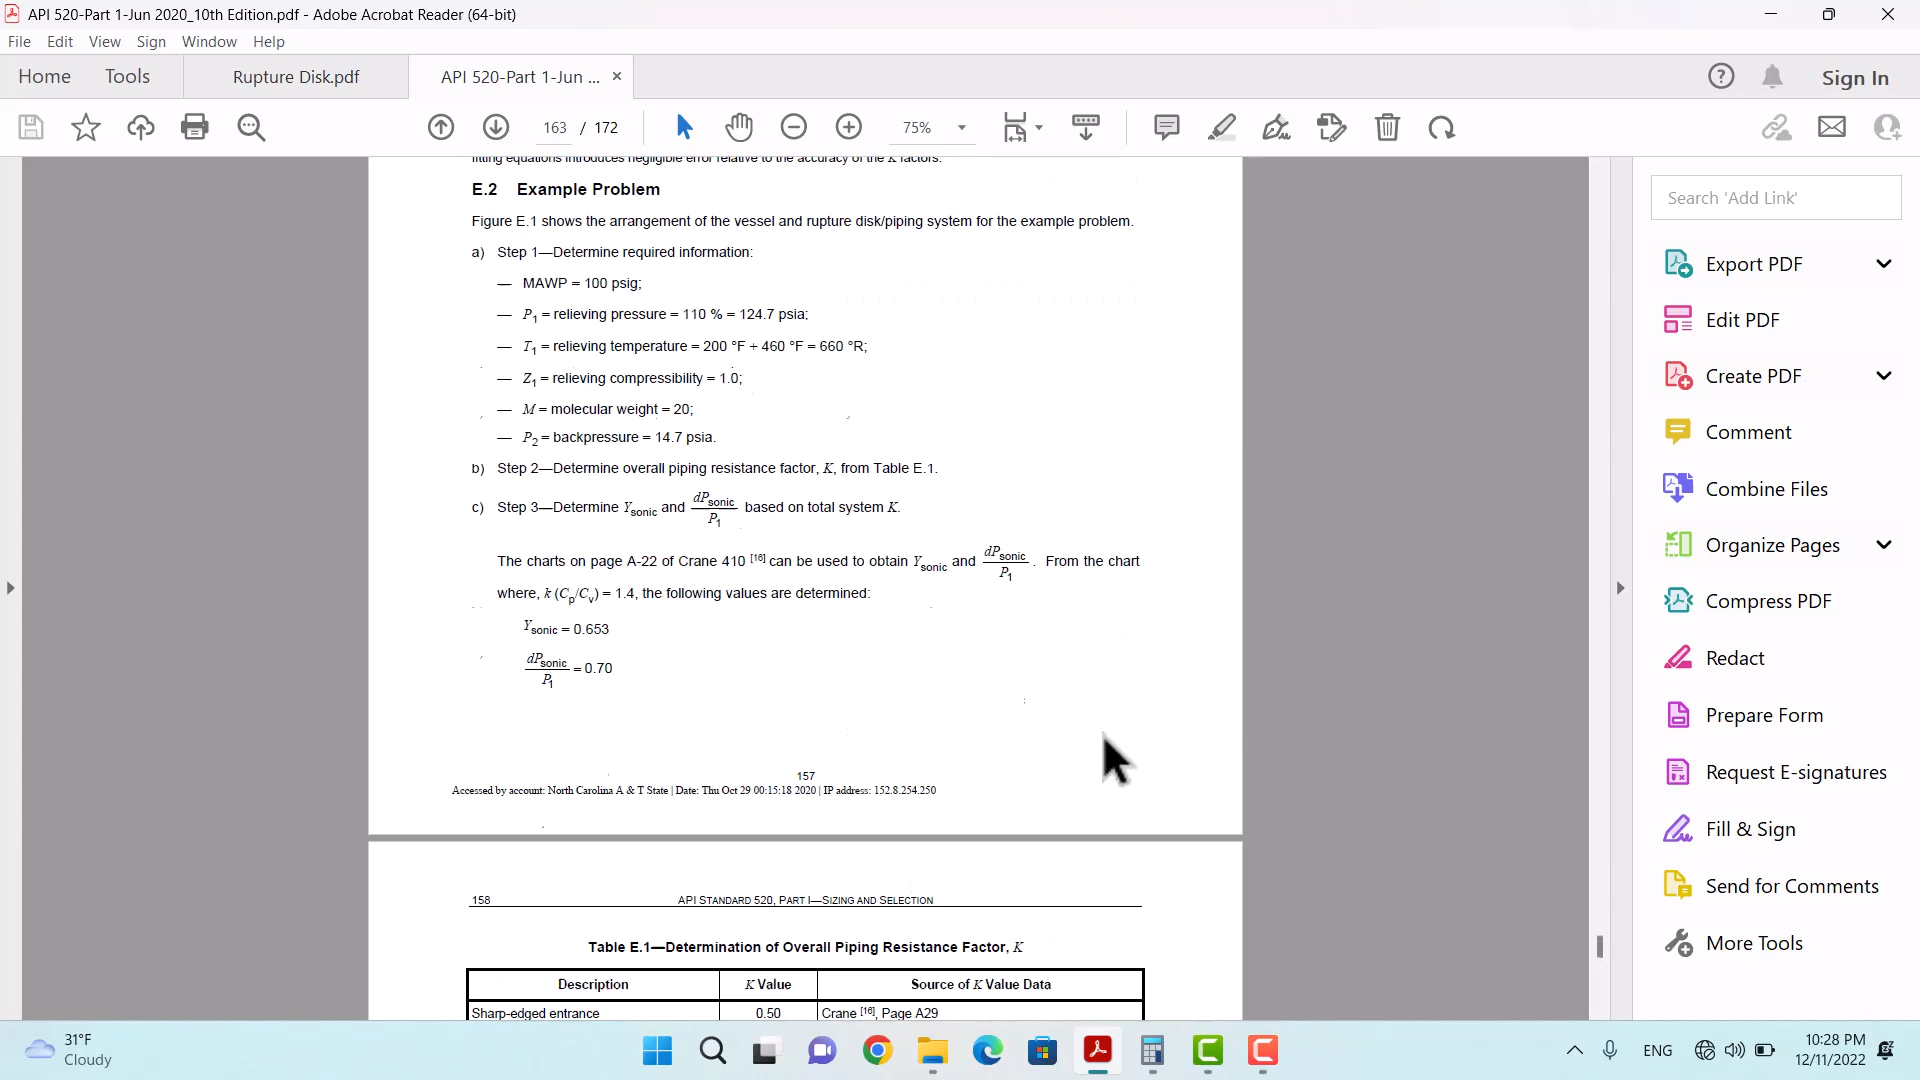 API 520-Part 1-Jun 2020_10th Edition.pdf - Adobe Acrobat Reader (64-bit)
File Edit View Sign Window Help
Home Tools Rupture Disk.pdf API 520-Part 1-Jun ... × Sign In
163 / 172 75%
fitting equations introduces negligible error relative to the accuracy of the K factors.
E.2 Example Problem
Figure E.1 shows the arrangement of the vessel and rupture disk/piping system for the example problem.
a) Step 1—Determine required information:
— MAWP = 100 psig;
— P1 = relieving pressure = 110 % = 124.7 psia;
— T1 = relieving temperature = 200 °F + 460 °F = 660 °R;
— Z1 = relieving compressibility = 1.0;
— M = molecular weight = 20;
— P2 = backpressure = 14.7 psia.
b) Step 2—Determine overall piping resistance factor, K, from Table E.1.
c) Step 3—Determine Ysonic and dPsonic/P1 based on total system K.
The charts on page A-22 of Crane 410 [16] can be used to obtain Ysonic and dPsonic/P1. From the chart
where, k (Cp/Cv) = 1.4, the following values are determined:
Ysonic = 0.653
dPsonic/P1 = 0.70
157
Accessed by account: North Carolina A & T State | Date: Thu Oct 29 00:15:18 2020 | IP address: 152.8.254.250
158 API STANDARD 520, PART I—SIZING AND SELECTION
Table E.1—Determination of Overall Piping Resistance Factor, K
Description K Value Source of K Value Data
Sharp-edged entrance 0.50 Crane [16], Page A29
Search 'Add Link'
Export PDF
Edit PDF
Create PDF
Comment
Combine Files
Organize Pages
Compress PDF
Redact
Prepare Form
Request E-signatures
Fill & Sign
Send for Comments
More Tools
31°F
Cloudy
ENG
10:28 PM
12/11/2022